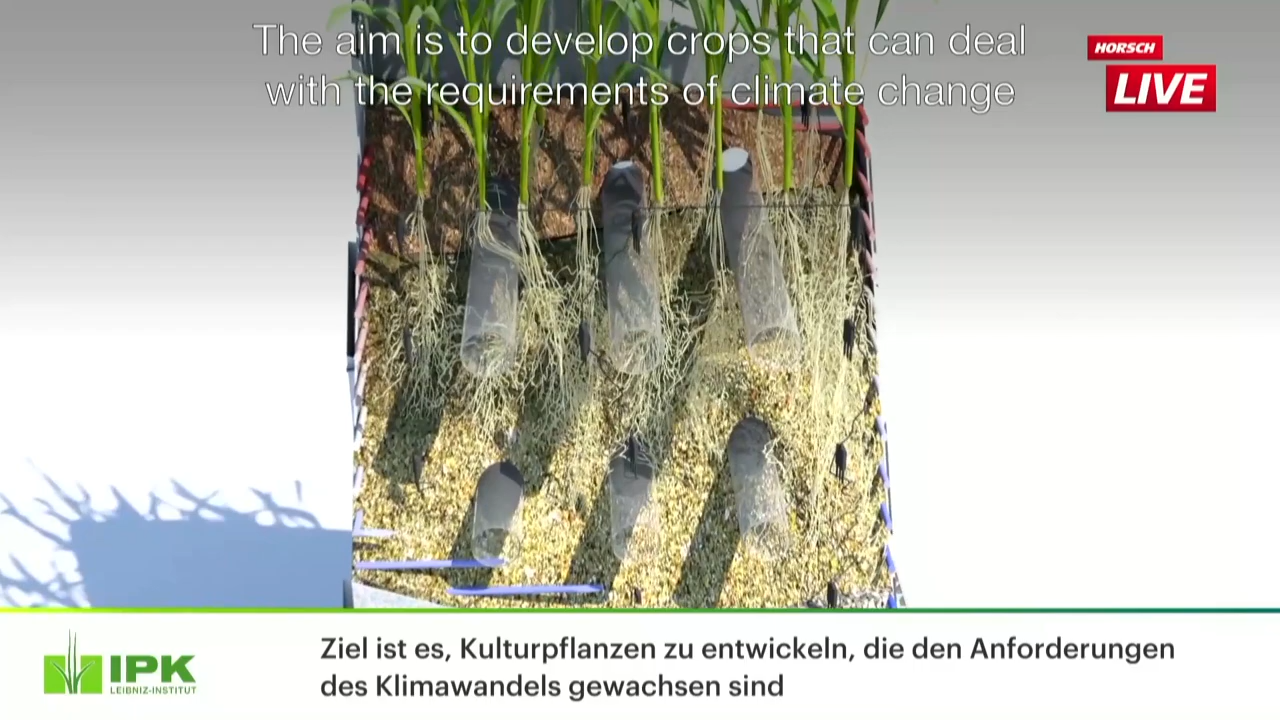 The aim is to develop crops that can deal
with the requirements of climate change
HORSCH
LIVE
IPK
LEIBNIZ-INSTITUT
Ziel ist es, Kulturpflanzen zu entwickeln, die den Anforderungen
des Klimawandels gewachsen sind